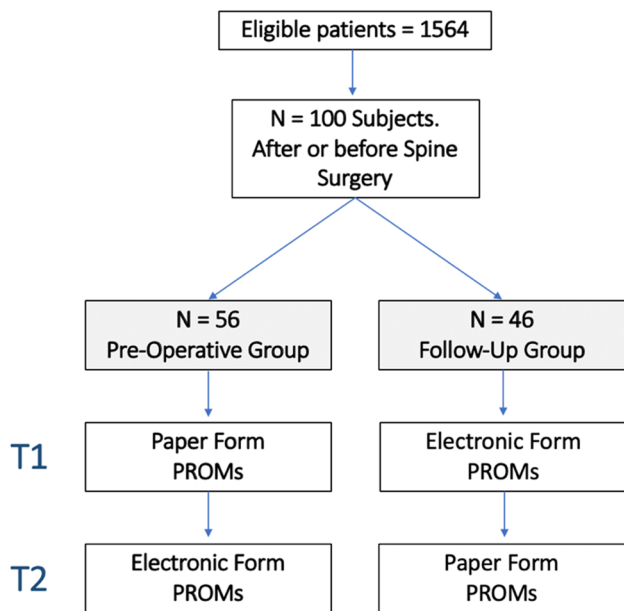 Eligible patients = 1564
N = 100 Subjects.
After or before Spine
Surgery
N = 56
Pre-Operative Group
N = 46
Follow-Up Group
T1
Paper Form
PROMs
Electronic Form
PROMs
T2
Electronic Form
PROMs
Paper Form
PROMs